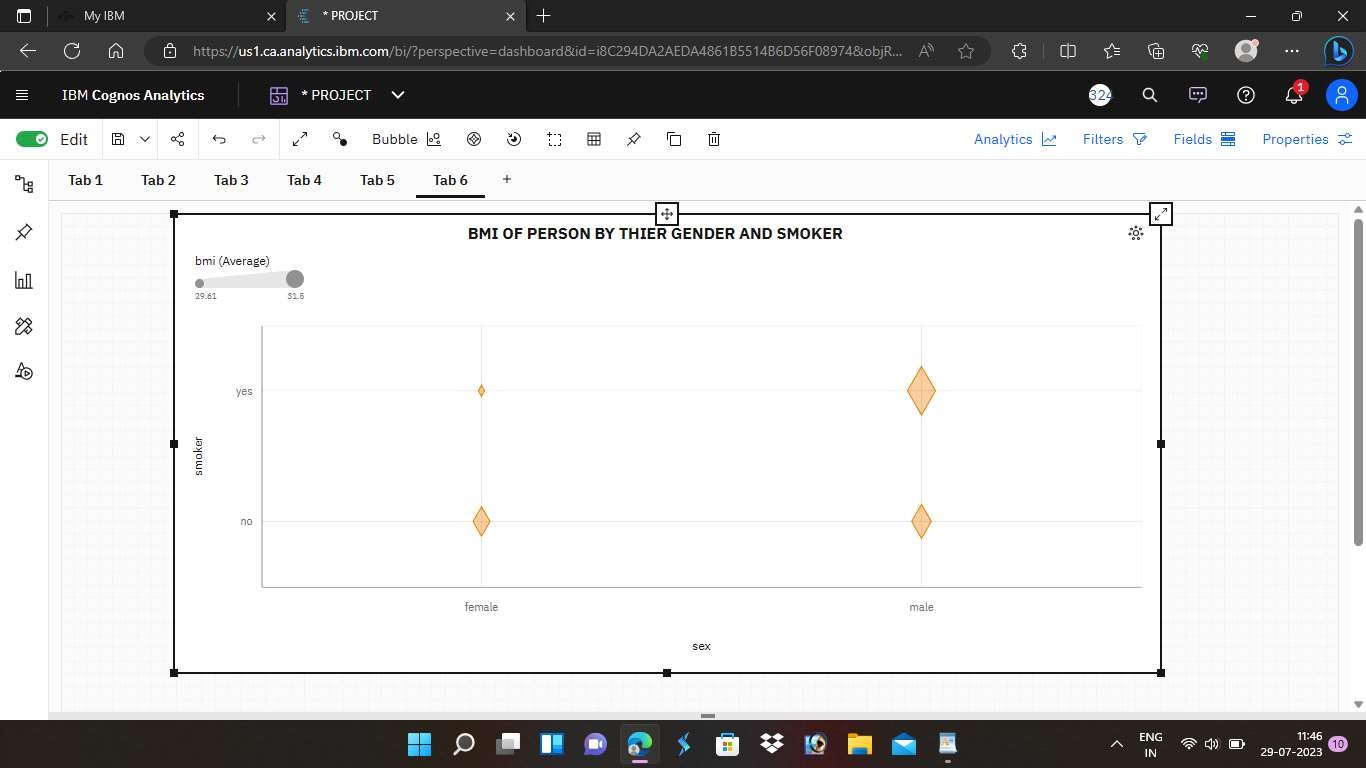 My IBM
* PROJECT
https://us1.ca.analytics.ibm.com/bi/?perspective=dashboard&id=i8C294DA2AEDA4861B5514B6D56F08974&objR...
IBM Cognos Analytics
* PROJECT
324
1
Edit
Bubble
Analytics
Filters
Fields
Properties
Tab 1
Tab 2
Tab 3
Tab 4
Tab 5
Tab 6
BMI OF PERSON BY THIER GENDER AND SMOKER
bmi (Average)
29.61
31.5
yes
smoker
no
female
male
sex
ENG
IN
11:46
29-07-2023
10